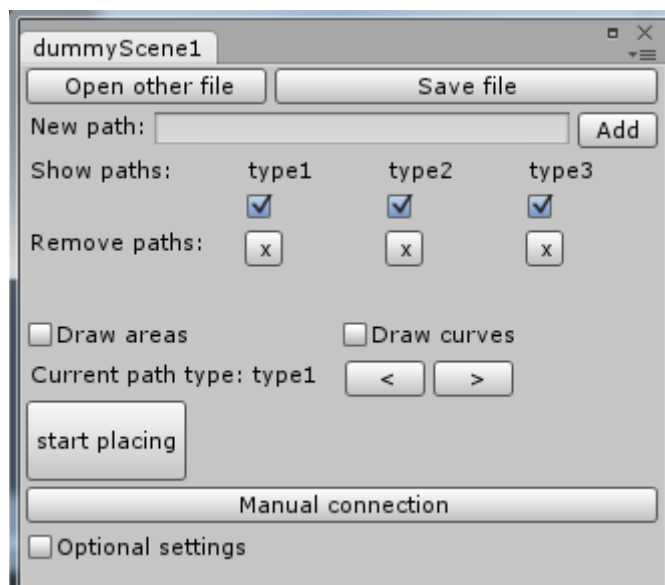 dummyScene1
Open other file Save file
New path: Add
Show paths: type1 type2 type3
Remove paths: x x x
Draw areas Draw curves
Current path type: type1 < >
start placing
Manual connection
Optional settings